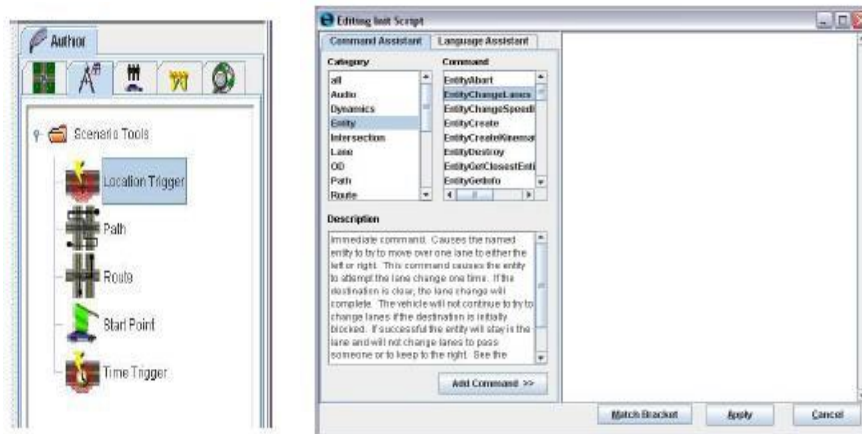 Author
Scenario Tools
Location Trigger
Path
Route
Start Point
Time Trigger
Editing Init Script
Command Assistant
Language Assistant
Category
all
Audio
Dynamics
Entity
Intersection
Lane
OD
Path
Route
Command
EntityAbort
EntityChangeLanes
EntityChangeSpeedI
EntityCreate
EntityCreateKinemat
EntityDestroy
EntityGetClosestEnti
EntityGetInfo
Description
Immediate command. Causes the named
entity to try to move over one lane to either the
left or right. This command causes the entity
to attempt the lane change one time. If the
destination is clear, the lane change will
complete. The vehicle will not continue to try to
change lanes if the destination is initially
blocked. If successful the entity will stay in the
lane and will not change lanes to pass
someone or to keep to the right. See the
Add Command >>
Match Bracket
Apply
Cancel